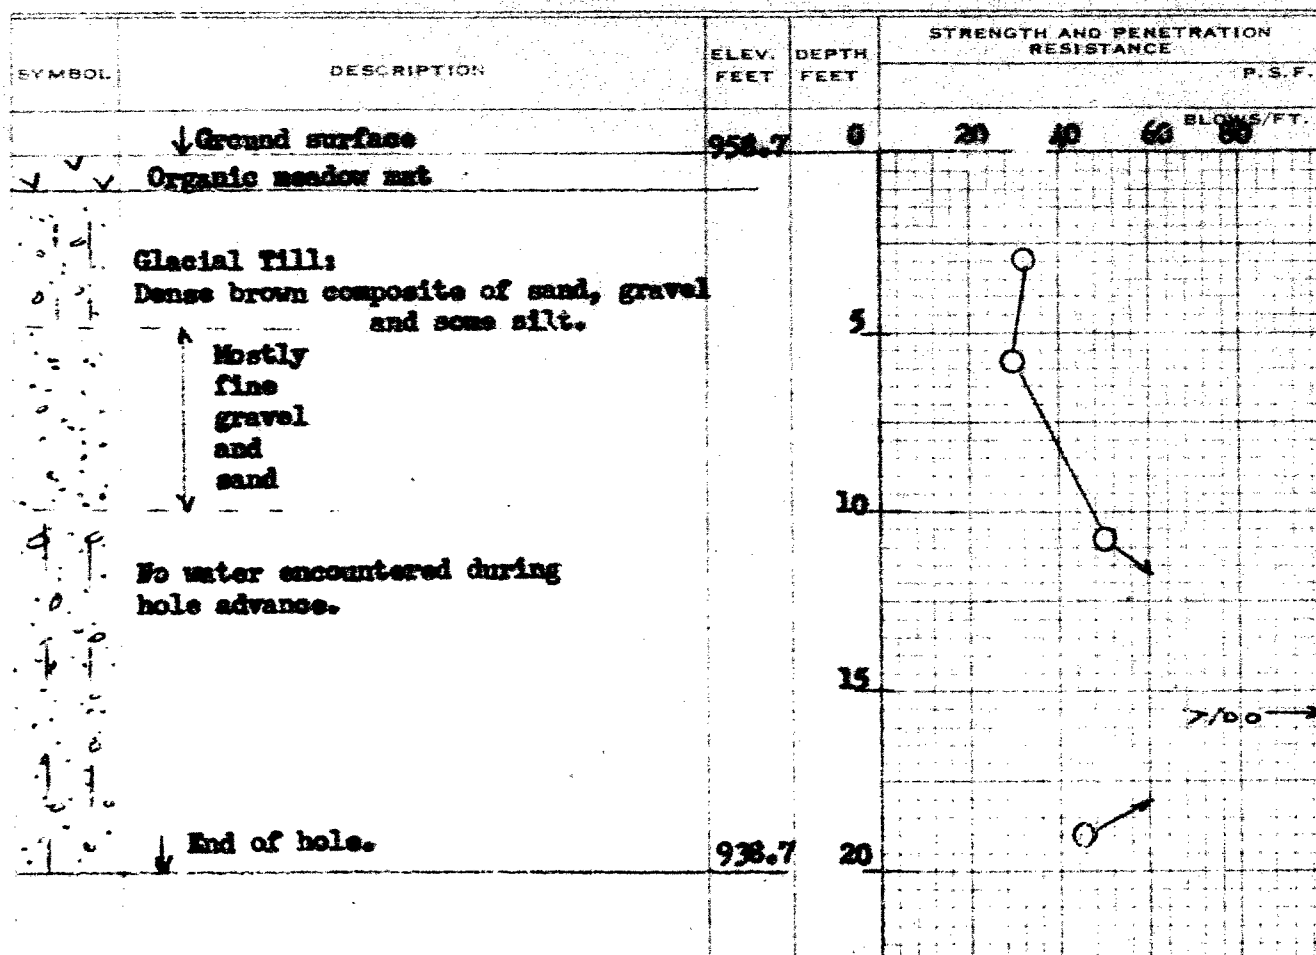 SYMBOL DESCRIPTION ELEV. FEET DEPTH FEET STRENGTH AND PENETRATION RESISTANCE
P.S.F.
BLOWS/FT.
Ground surface 958.7 0 20 40 60 80
Organic meadow mat
Glacial Till:
Dense brown composite of sand, gravel
and some silt.
5
Mostly
fine
gravel
and
sand
10
No water encountered during
hole advance.
15
>100
End of hole. 938.7 20